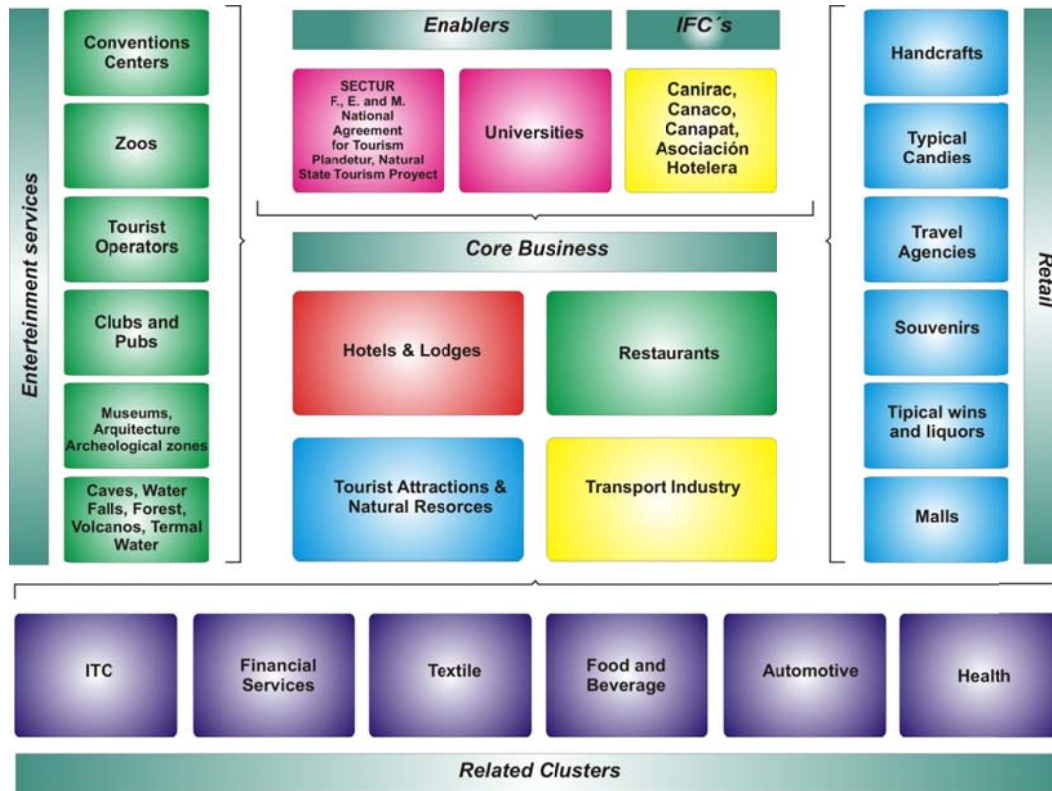 Enterteinment services
Conventions
Centers
Zoos
Tourist
Operators
Clubs and
Pubs
Museums,
Arquitecture
Archeological zones
Caves, Water
Falls, Forest,
Volcanos, Termal
Water
Enablers
IFC´s
SECTUR
F., E. and M.
National
Agreement
for Tourism
Plandetur, Natural
State Tourism Proyect
Universities
Canirac,
Canaco,
Canapat,
Asociación
Hotelera
Core Business
Hotels & Lodges
Restaurants
Tourist Attractions &
Natural Resorces
Transport Industry
Handcrafts
Typical
Candies
Travel
Agencies
Souvenirs
Tipical wins
and liquors
Malls
Retail
ITC
Financial
Services
Textile
Food and
Beverage
Automotive
Health
Related Clusters